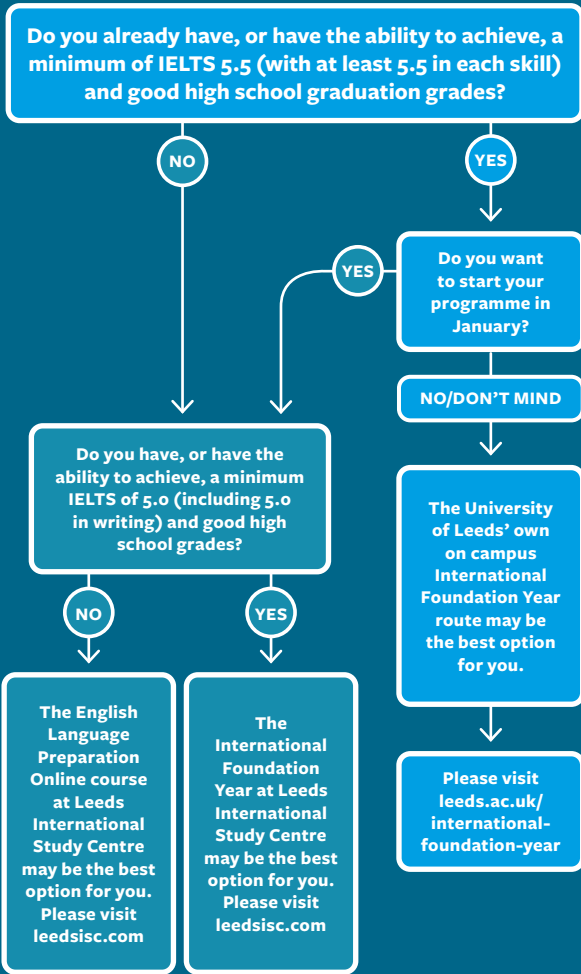 Do you already have, or have the ability to achieve, a
minimum of IELTS 5.5 (with at least 5.5 in each skill)
and good high school graduation grades?
NO
YES
Do you want
to start your
programme in
January?
YES
NO/DON'T MIND
Do you have, or have the
ability to achieve, a minimum
IELTS of 5.0 (including 5.0
in writing) and good high
school grades?
The University
of Leeds' own
on campus
International
Foundation Year
route may be
the best option
for you.
NO
YES
The English
Language
Preparation
Online course
at Leeds
International
Study Centre
may be the best
option for you.
Please visit
leedsisc.com
The
International
Foundation
Year at Leeds
International
Study Centre
may be the best
option for you.
Please visit
leedsisc.com
Please visit
leeds.ac.uk/
international-
foundation-year